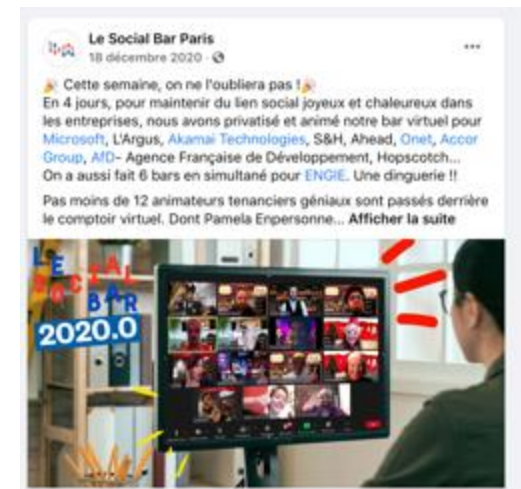 Le Social Bar Paris
18 décembre 2020 ·
🎉 Cette semaine, on ne l'oubliera pas !🎉
En 4 jours, pour maintenir du lien social joyeux et chaleureux dans
les entreprises, nous avons privatisé et animé notre bar virtuel pour
Microsoft, L'Argus, Akamai Technologies, S&H, Ahead, Onet, Accor
Group, AfD- Agence Française de Développement, Hopscotch...
On a aussi fait 6 bars en simultané pour ENGIE. Une dinguerie !!
Pas moins de 12 animateurs tenanciers géniaux sont passés derrière
le comptoir virtuel. Dont Pamela Enpersonne... Afficher la suite
LE
SOCIAL
BAR
2020.0